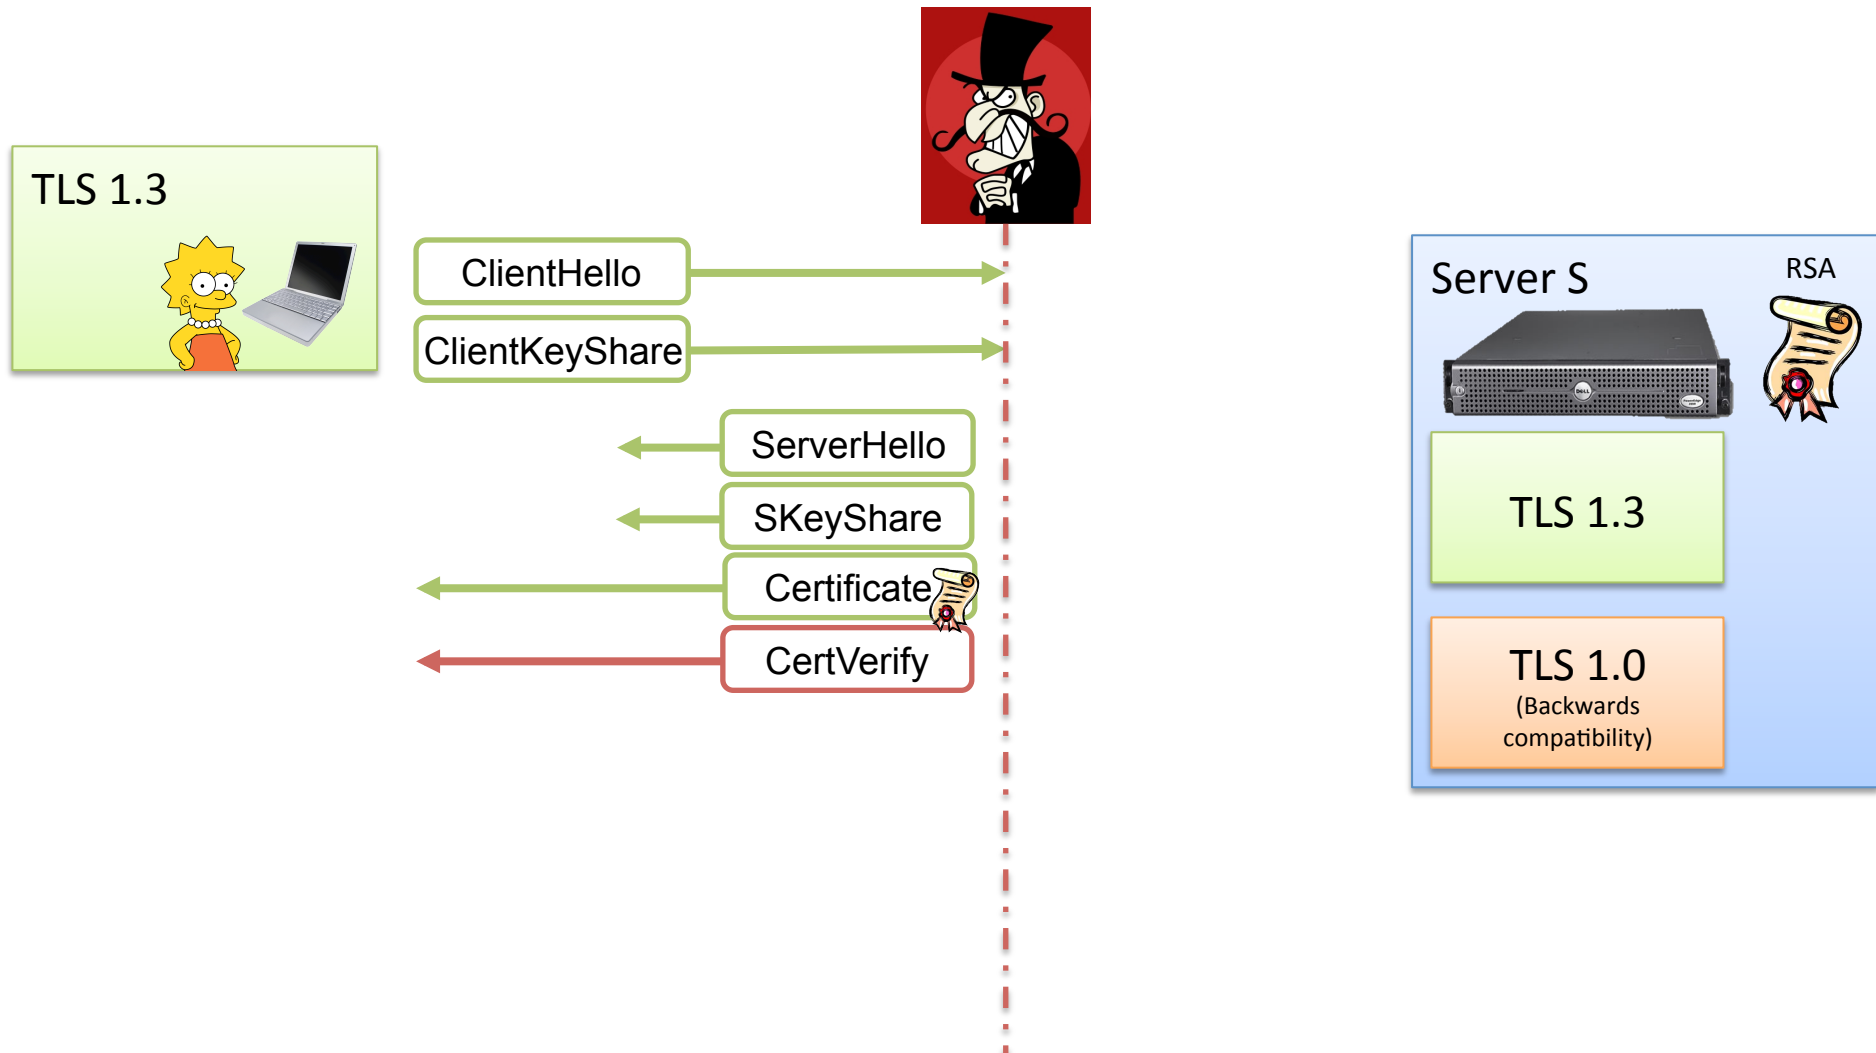 TLS 1.3
ClientHello
ClientKeyShare
ServerHello
SKeyShare
Certificate
CertVerify
Server S
RSA
DELL
TLS 1.3
TLS 1.0
(Backwards
compatibility)